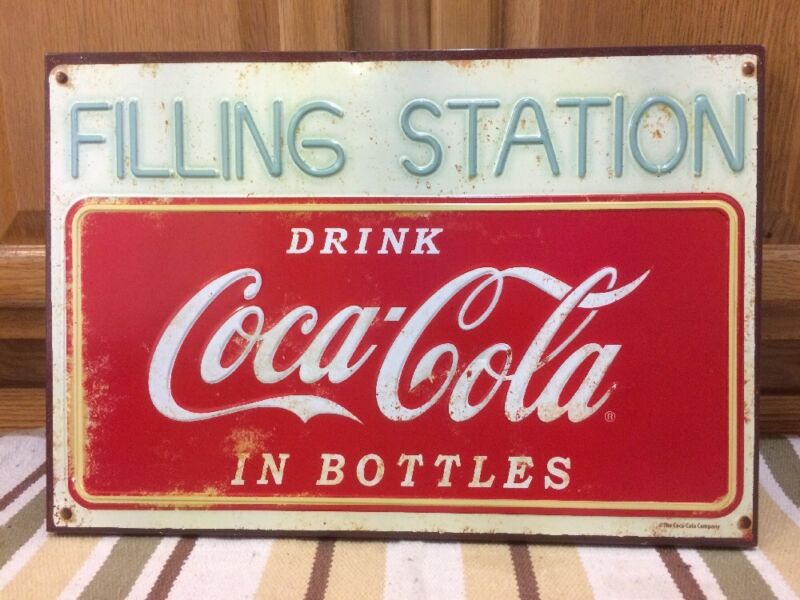 FILLING STATION
DRINK
Coca-Cola ®
IN BOTTLES
©The Coca-Cola Company